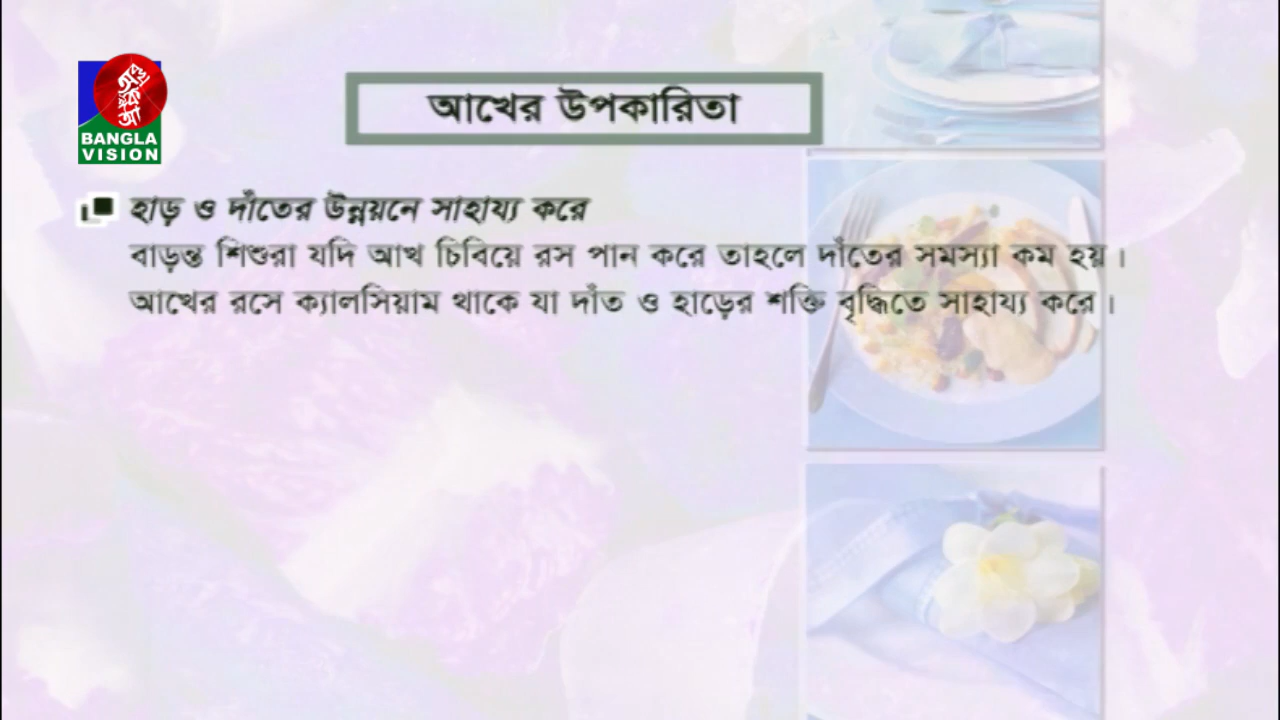 BANGLA
VISION
আখের উপকারিতা
হাড় ও দাঁতের উন্নয়নে সাহায্য করে
বাড়ন্ত শিশুরা যদি আখ চিবিয়ে রস পান করে তাহলে দাঁতের সমস্যা কম হয়।
আখের রসে ক্যালসিয়াম থাকে যা দাঁত ও হাড়ের শক্তি বৃদ্ধিতে সাহায্য করে।